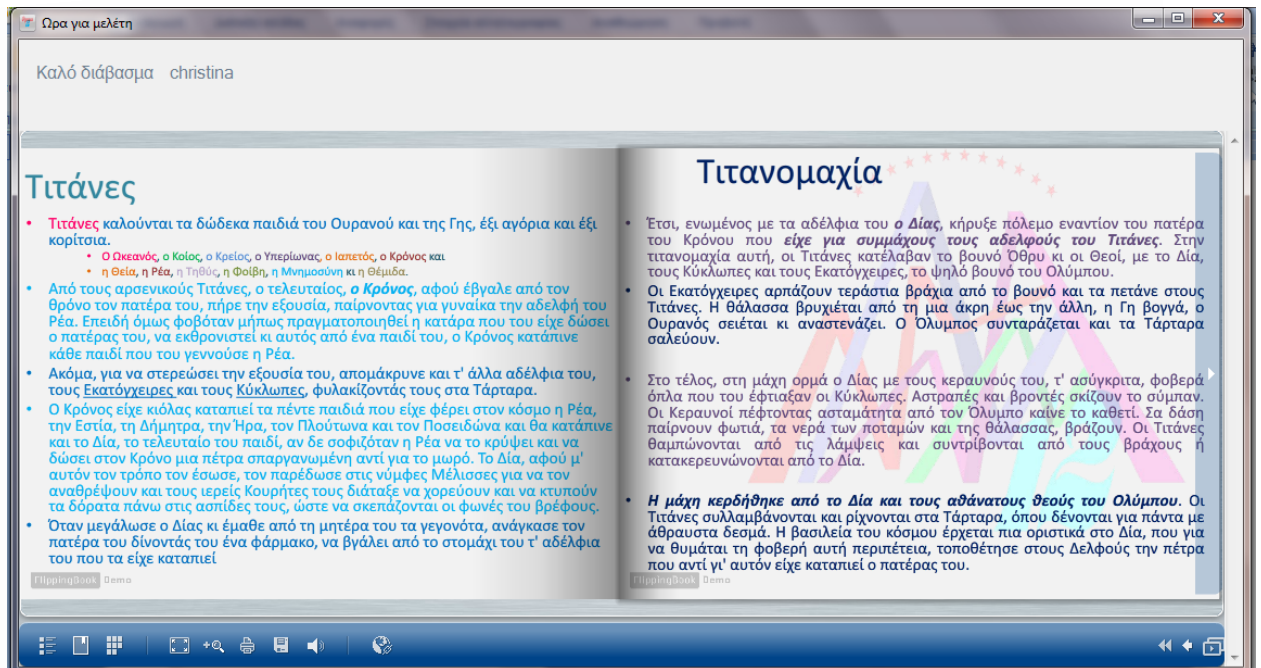 Ωρα για μελέτη
Καλό διάβασμα christina
Τιτάνες
• Τιτάνες καλούνται τα δώδεκα παιδιά του Ουρανού και της Γης, έξι αγόρια και έξι
κορίτσια.
• Ο Ωκεανός, ο Κοίος, ο Κρείος, ο Υπερίωνας, ο Ιαπετός, ο Κρόνος και
• η Θεία, η Ρέα, η Τηθύς, η Φοίβη, η Μνημοσύνη κι η Θέμιδα.
• Από τους αρσενικούς Τιτάνες, ο τελευταίος, ο Κρόνος, αφού έβγαλε από τον
θρόνο τον πατέρα του, πήρε την εξουσία, παίρνοντας για γυναίκα την αδελφή του
Ρέα. Επειδή όμως φοβόταν μήπως πραγματοποιηθεί η κατάρα που του είχε δώσει
ο πατέρας του, να εκθρονιστεί κι αυτός από ένα παιδί του, ο Κρόνος κατάπινε
κάθε παιδί που του γεννούσε η Ρέα.
• Ακόμα, για να στερεώσει την εξουσία του, απομάκρυνε και τ' άλλα αδέλφια του,
τους Εκατόγχειρες και τους Κύκλωπες, φυλακίζοντάς τους στα Τάρταρα.
• Ο Κρόνος είχε κιόλας καταπιεί τα πέντε παιδιά που είχε φέρει στον κόσμο η Ρέα,
την Εστία, τη Δήμητρα, την Ήρα, τον Πλούτωνα και τον Ποσειδώνα και θα κατάπινε
και το Δία, το τελευταίο του παιδί, αν δε σοφιζόταν η Ρέα να το κρύψει και να
δώσει στον Κρόνο μια πέτρα σπαργανωμένη αντί για το μωρό. Το Δία, αφού μ'
αυτόν τον τρόπο τον έσωσε, τον παρέδωσε στις νύμφες Μέλισσες για να τον
αναθρέψουν και τους ιερείς Κουρήτες τους διάταξε να χορεύουν και να κτυπούν
τα δόρατα πάνω στις ασπίδες τους, ώστε να σκεπάζονται οι φωνές του βρέφους.
• Όταν μεγάλωσε ο Δίας κι έμαθε από τη μητέρα του τα γεγονότα, ανάγκασε τον
πατέρα του δίνοντάς του ένα φάρμακο, να βγάλει από το στομάχι του τ' αδέλφια
του που τα είχε καταπιεί
FlippingBook Demo
Τιτανομαχία
• Έτσι, ενωμένος με τα αδέλφια του ο Δίας, κήρυξε πόλεμο εναντίον του πατέρα
του Κρόνου που είχε για συμμάχους τους αδελφούς του Τιτάνες. Στην
τιτανομαχία αυτή, οι Τιτάνες κατέλαβαν το βουνό Όθρυ κι οι Θεοί, με το Δία,
τους Κύκλωπες και τους Εκατόγχειρες, το ψηλό βουνό του Ολύμπου.
• Οι Εκατόγχειρες αρπάζουν τεράστια βράχια από το βουνό και τα πετάνε στους
Τιτάνες. Η θάλασσα βρυχιέται από τη μια άκρη έως την άλλη, η Γη βογγά, ο
Ουρανός σειέται κι αναστενάζει. Ο Όλυμπος συνταράζεται και τα Τάρταρα
σαλεύουν.
• Στο τέλος, στη μάχη ορμά ο Δίας με τους κεραυνούς του, τ' ασύγκριτα, φοβερά
όπλα που του έφτιαξαν οι Κύκλωπες. Αστραπές και βροντές σκίζουν το σύμπαν.
Οι Κεραυνοί πέφτοντας ασταμάτητα από τον Όλυμπο καίνε το καθετί. Σα δάση
παίρνουν φωτιά, τα νερά των ποταμών και της θάλασσας, βράζουν. Οι Τιτάνες
θαμπώνονται από τις λάμψεις και συντρίβονται από τους βράχους ή
κατακερευνώνονται από το Δία.
• Η μάχη κερδήθηκε από το Δία και τους αθάνατους θεούς του Ολύμπου. Οι
Τιτάνες συλλαμβάνονται και ρίχνονται στα Τάρταρα, όπου δένονται για πάντα με
άθραυστα δεσμά. Η βασιλεία του κόσμου έρχεται πια οριστικά στο Δία, που για
να θυμάται τη φοβερή αυτή περιπέτεια, τοποθέτησε στους Δελφούς την πέτρα
που αντί γι' αυτόν είχε καταπιεί ο πατέρας του.
FlippingBook Demo